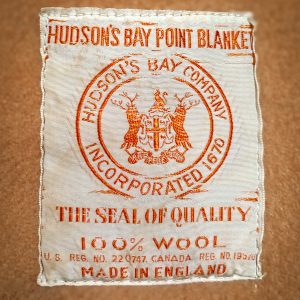 HUDSON'S BAY POINT BLANKET
HUDSON'S BAY COMPANY
INCORPORATED 1670
THE SEAL OF QUALITY
100% WOOL
U.S. REG. NO. 220747. CANADA REG. NO.
MADE IN ENGLAND